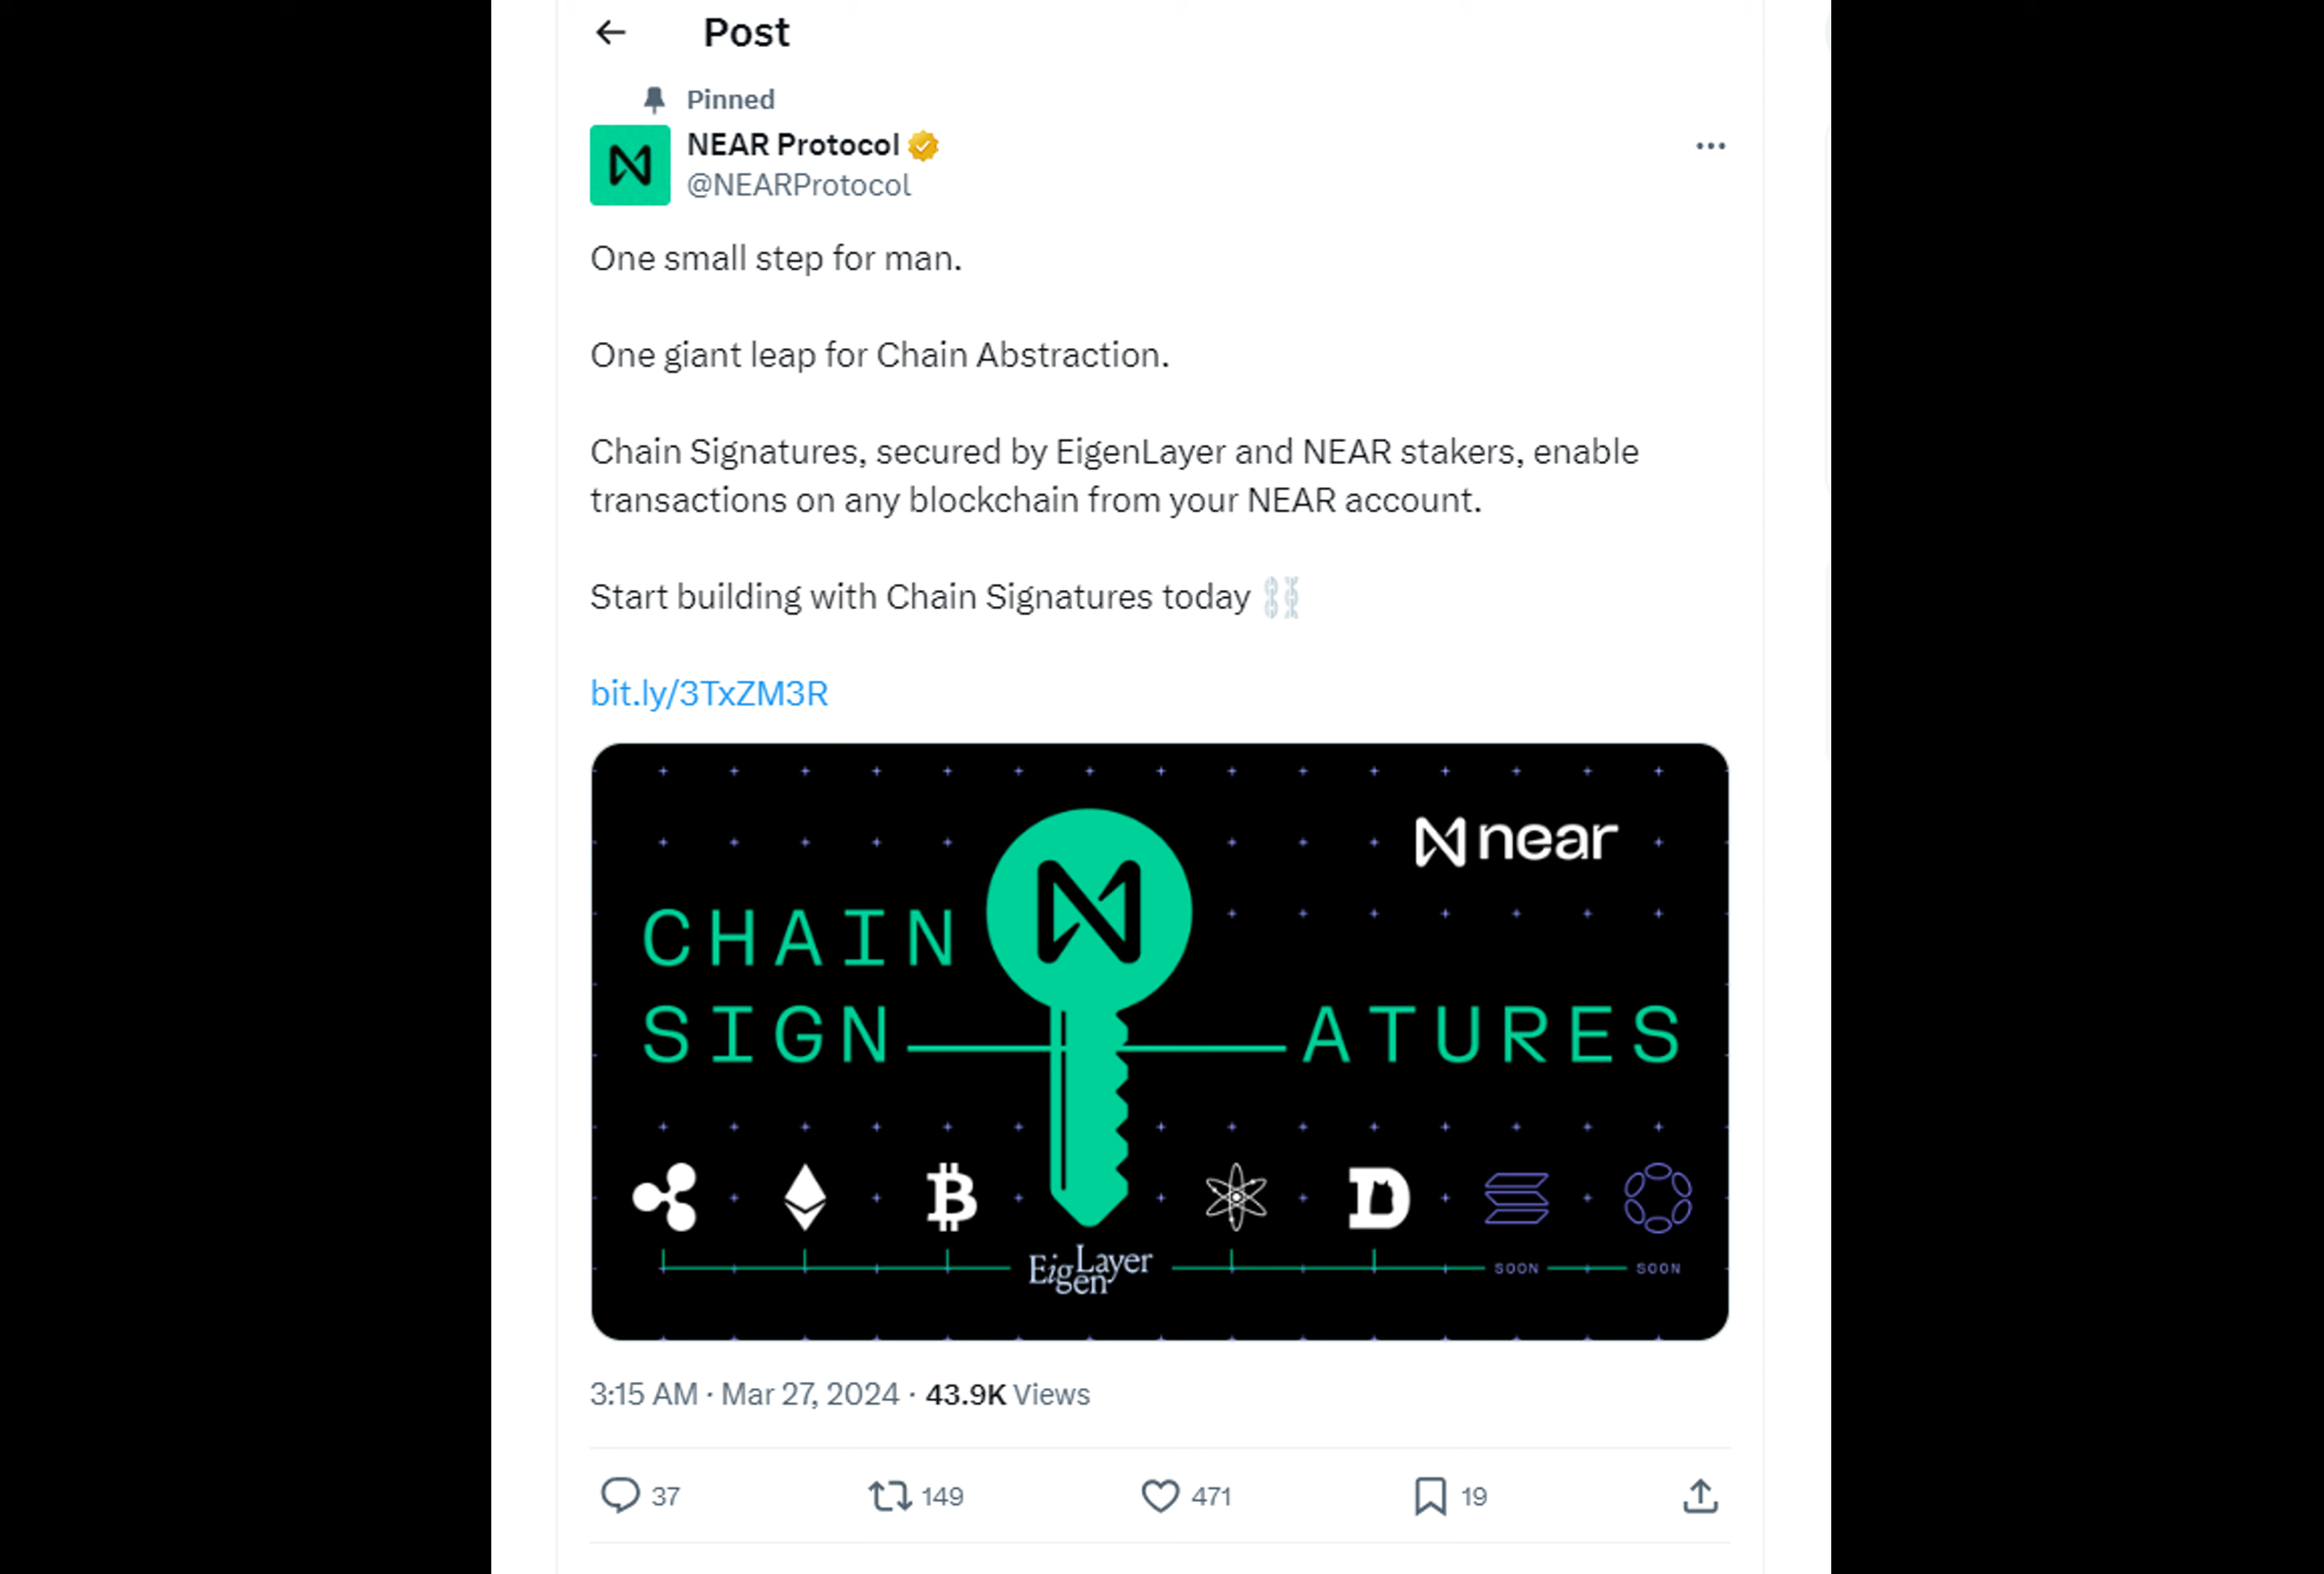 Post
Pinned
NEAR Protocol
@NEARProtocol
One small step for man.
One giant leap for Chain Abstraction.
Chain Signatures, secured by EigenLayer and NEAR stakers, enable
transactions on any blockchain from your NEAR account.
Start building with Chain Signatures today ⛓️
bit.ly/3TxZM3R
near
CHAIN
SIGN ATURES
EigenLayer
SOON SOON
3:15 AM · Mar 27, 2024 · 43.9K Views
37 149 471 19